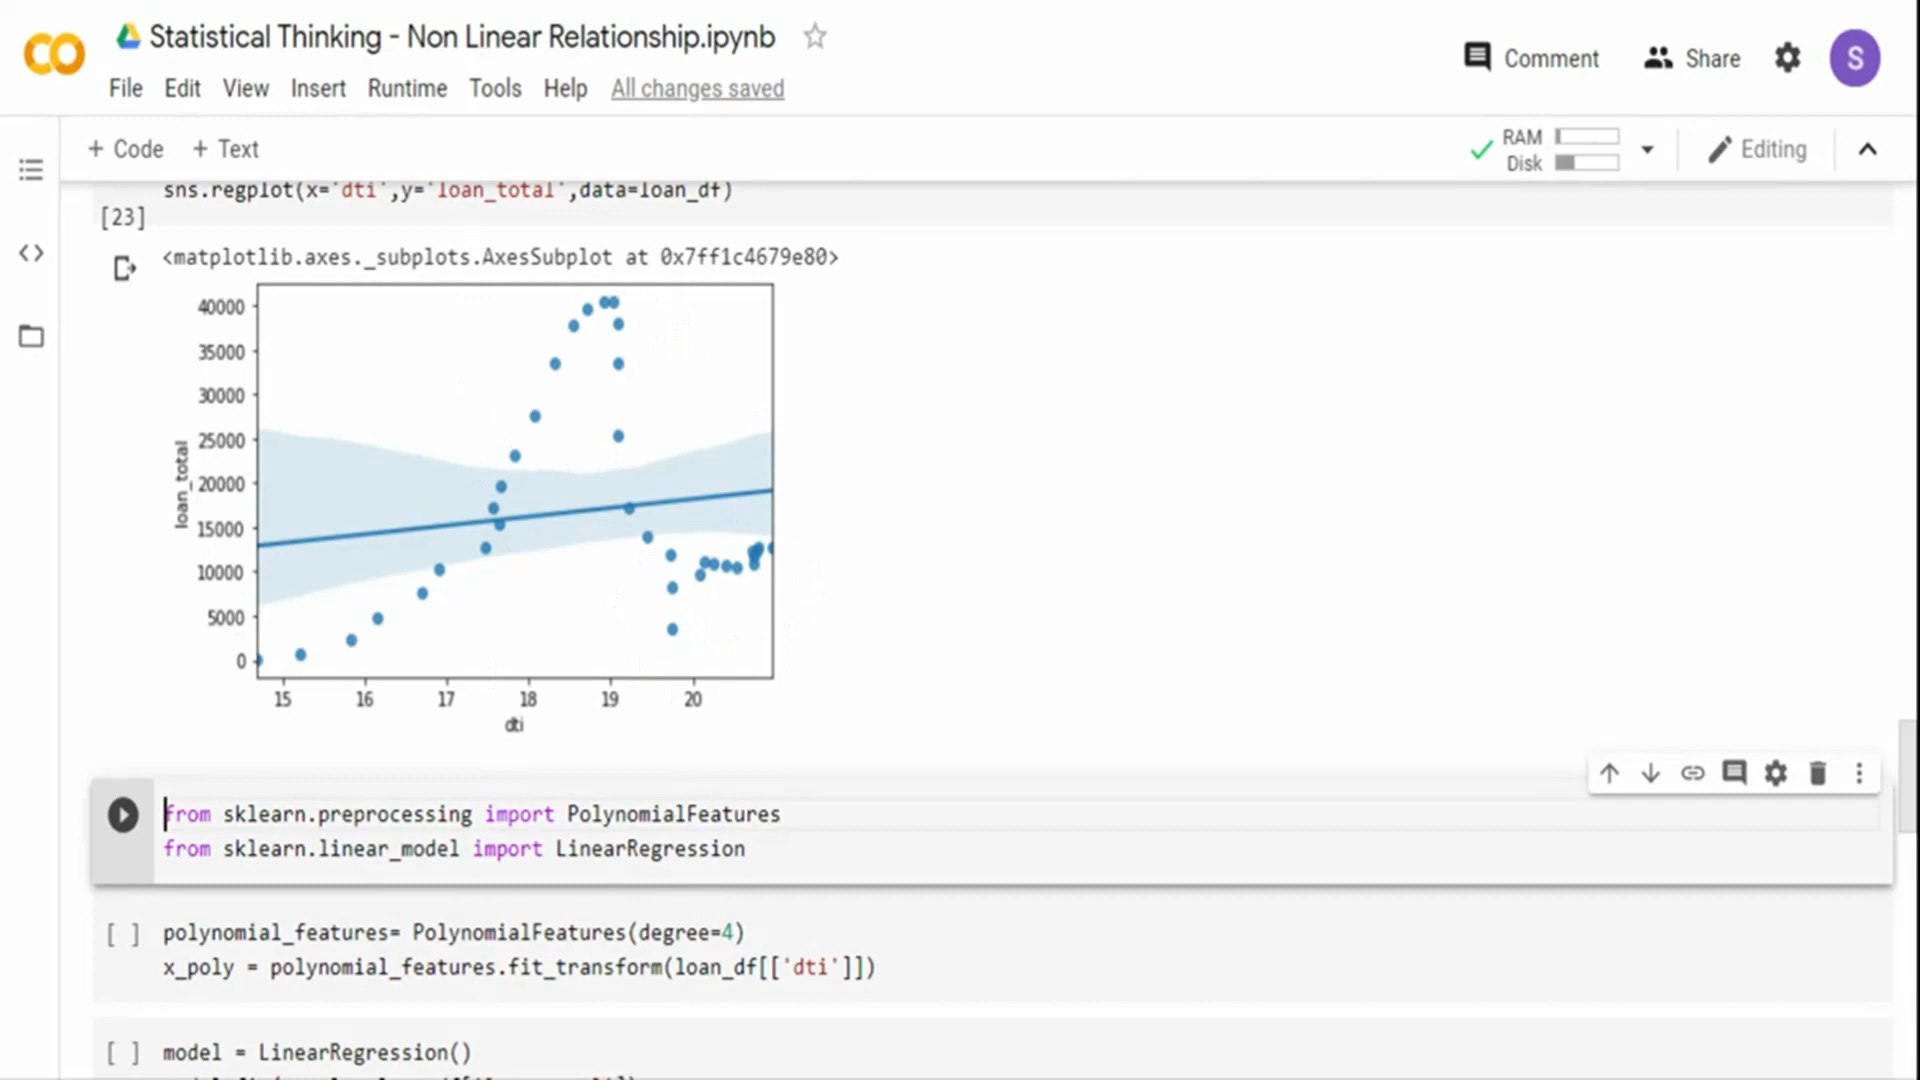 Statistical Thinking - Non Linear Relationship.ipynb
Comment
Share
S
File Edit View Insert Runtime Tools Help All changes saved
+ Code + Text
RAM
Disk
Editing
sns.regplot(x='dti',y='loan_total',data=loan_df)
[23]
<matplotlib.axes._subplots.AxesSubplot at 0x7ff1c4679e80>
40000
35000
30000
25000
20000
15000
10000
5000
0
loan_total
15 16 17 18 19 20
dti
from sklearn.preprocessing import PolynomialFeatures
from sklearn.linear_model import LinearRegression
[ ] polynomial_features= PolynomialFeatures(degree=4)
x_poly = polynomial_features.fit_transform(loan_df[['dti']])
[ ] model = LinearRegression()